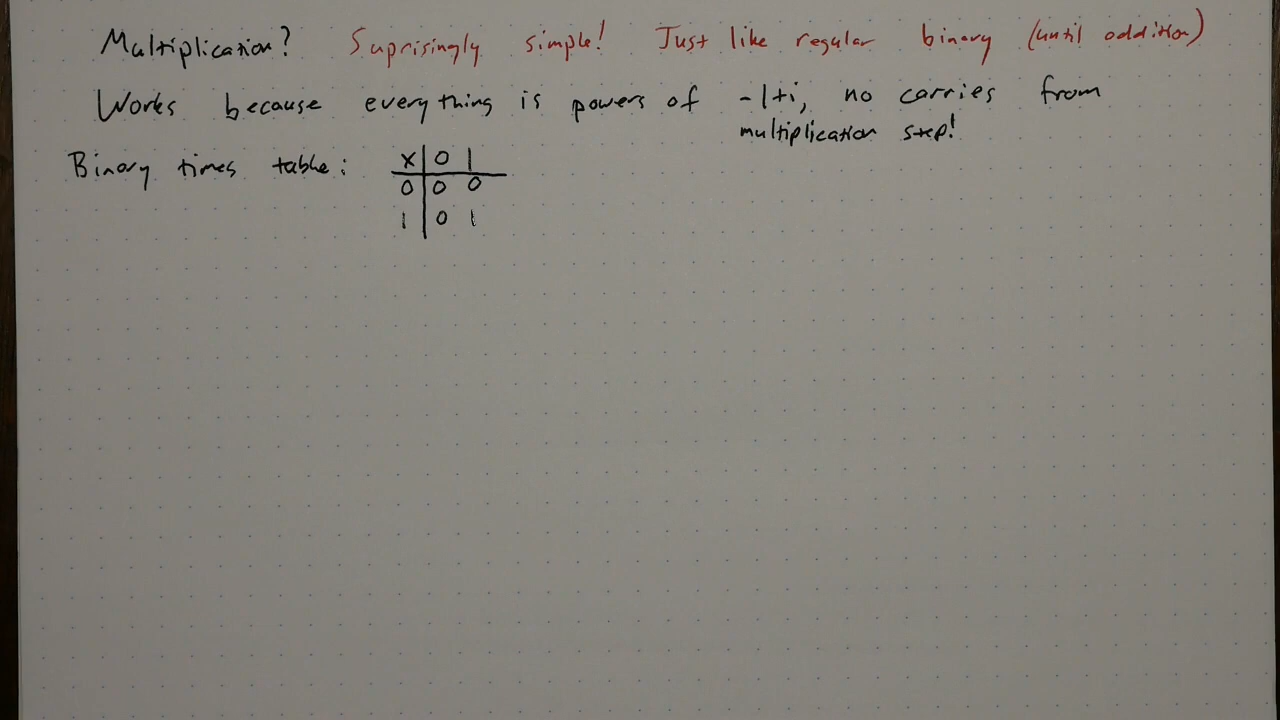 Multiplication? Suprisingly simple! Just like regular binary (until addition)
Works because everything is powers of -1+i, no carries from
multiplication step!
Binary times table:
x 0 1
0 0 0
1 0 1